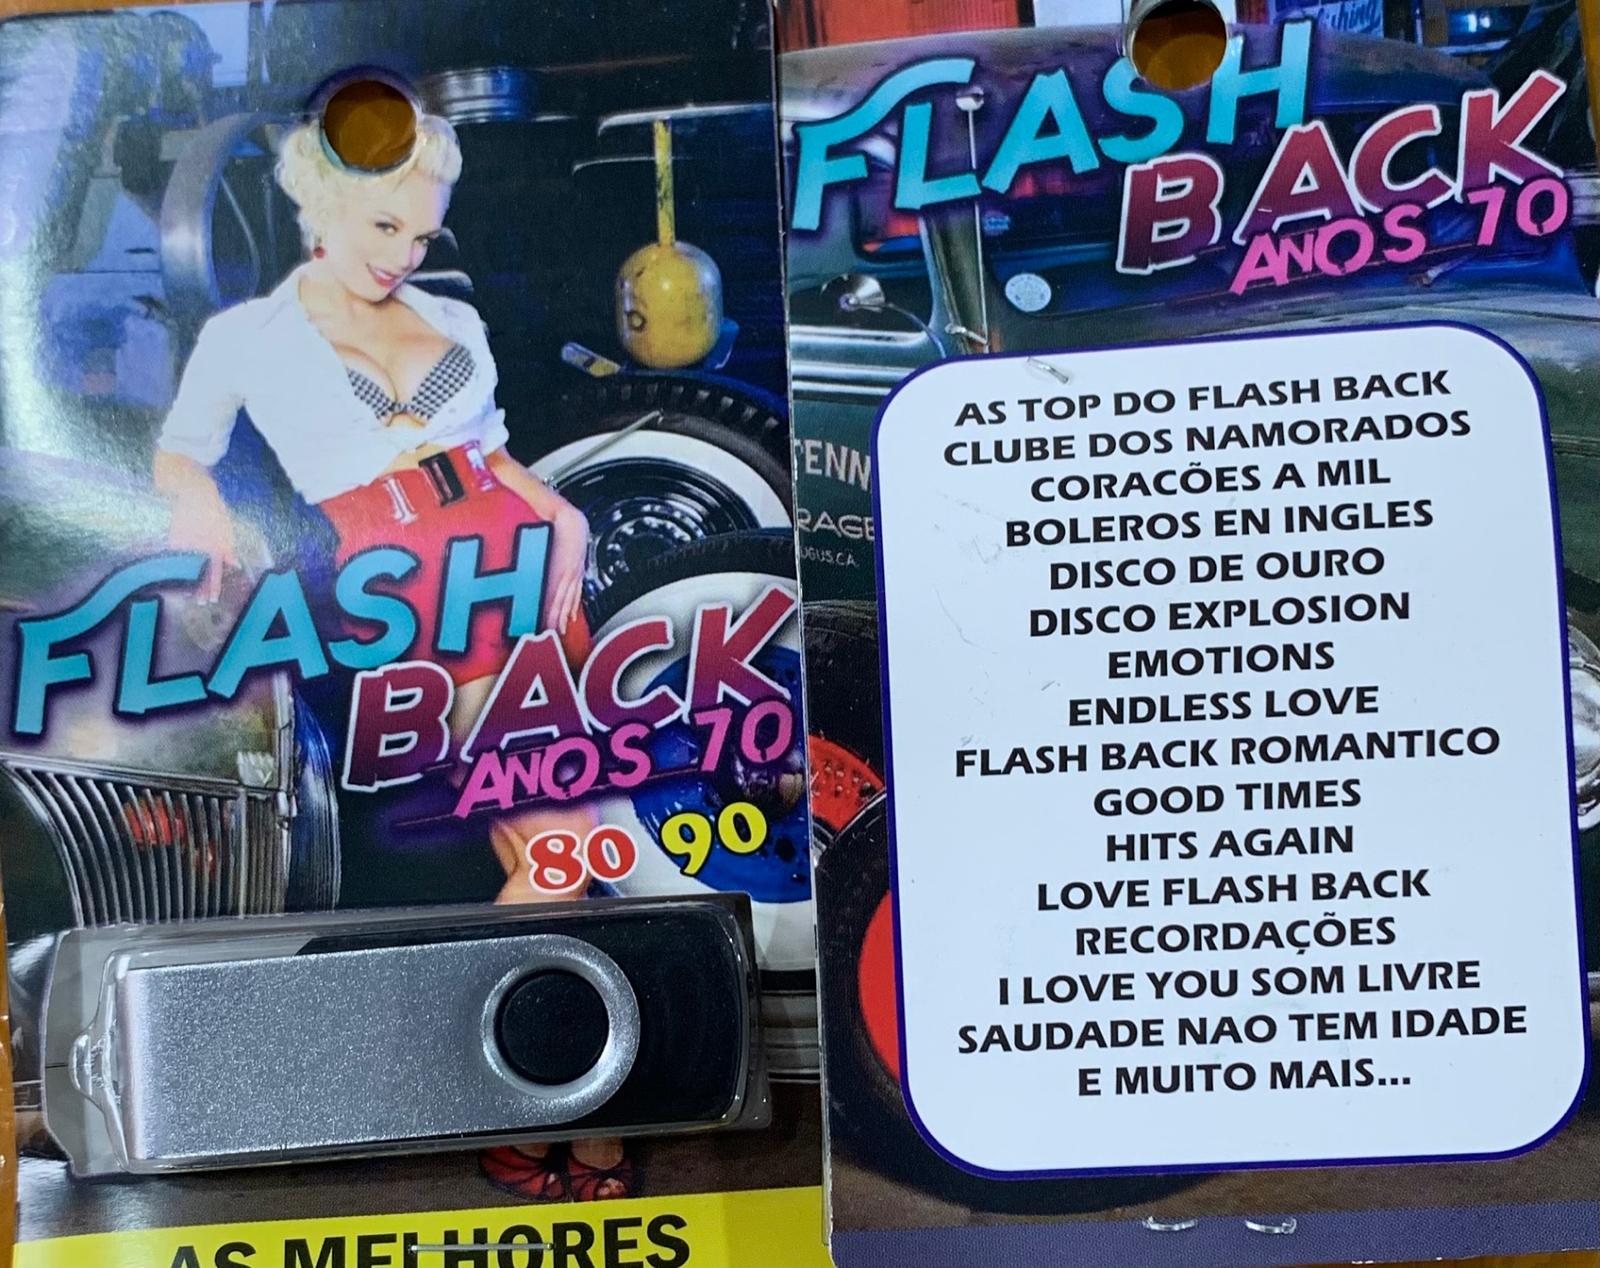 FLASH
BACK
ANOS 70
80 90
AS MELHORES
FLASH
BACK
ANOS 70
AS TOP DO FLASH BACK
CLUBE DOS NAMORADOS
CORACÕES A MIL
BOLEROS EN INGLES
DISCO DE OURO
DISCO EXPLOSION
EMOTIONS
ENDLESS LOVE
FLASH BACK ROMANTICO
GOOD TIMES
HITS AGAIN
LOVE FLASH BACK
RECORDAÇÕES
I LOVE YOU SOM LIVRE
SAUDADE NAO TEM IDADE
E MUITO MAIS...